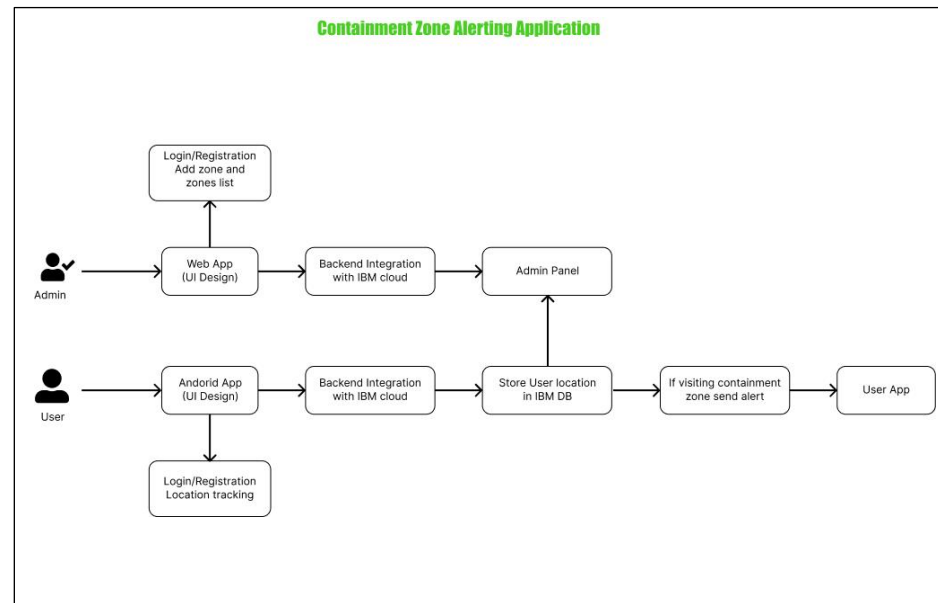 Containment Zone Alerting Application
Login/Registration
Add zone and
zones list
Admin
Web App
(UI Design)
Backend Integration
with IBM cloud
Admin Panel
User
Andorid App
(UI Design)
Backend Integration
with IBM cloud
Store User location
in IBM DB
If visiting containment
zone send alert
User App
Login/Registration
Location tracking